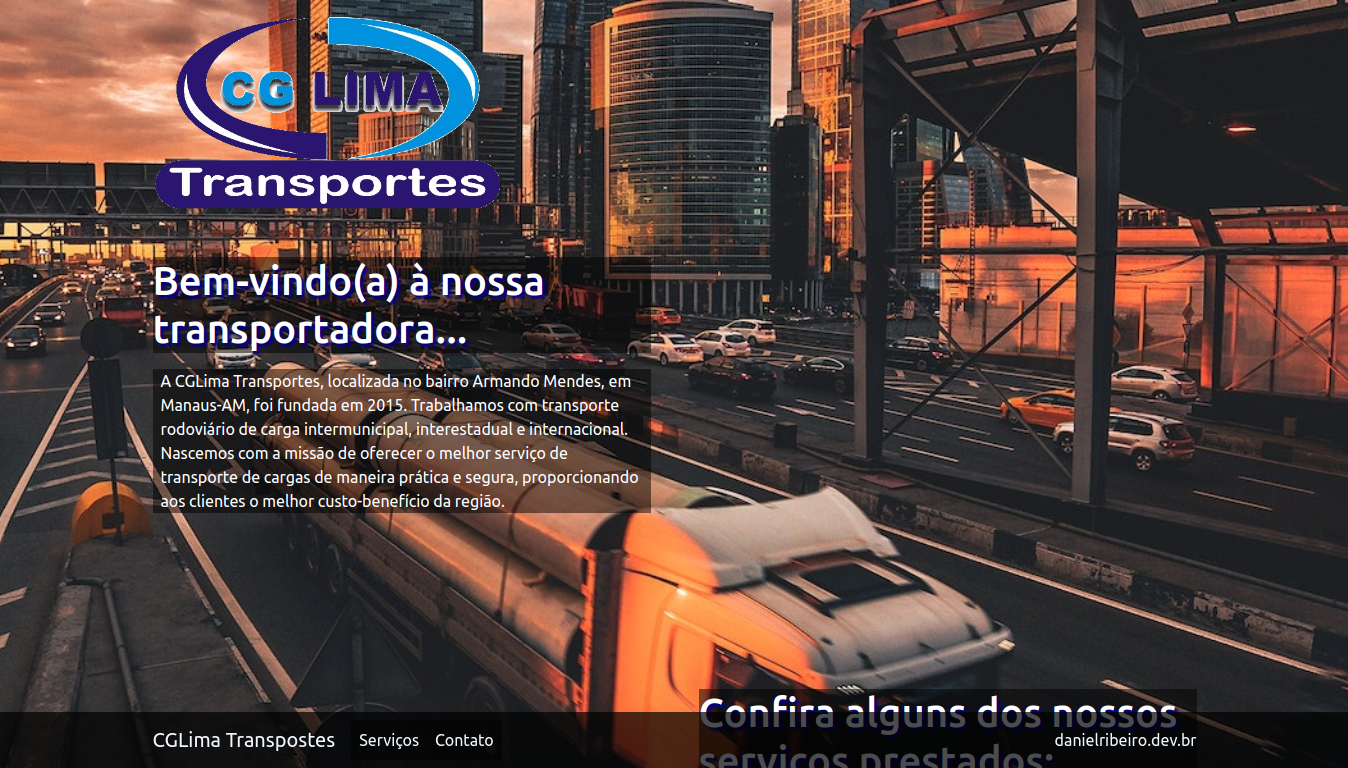 CG LIMA
Transportes
Bem-vindo(a) à nossa
transportadora...
A CGLima Transportes, localizada no bairro Armando Mendes, em
Manaus-AM, foi fundada em 2015. Trabalhamos com transporte
rodoviário de carga intermunicipal, interestadual e internacional.
Nascemos com a missão de oferecer o melhor serviço de
transporte de cargas de maneira prática e segura, proporcionando
aos clientes o melhor custo-benefício da região.
Confira alguns dos nossos
serviços prestados:
CGLima Transpostes Serviços Contato danielribeiro.dev.br